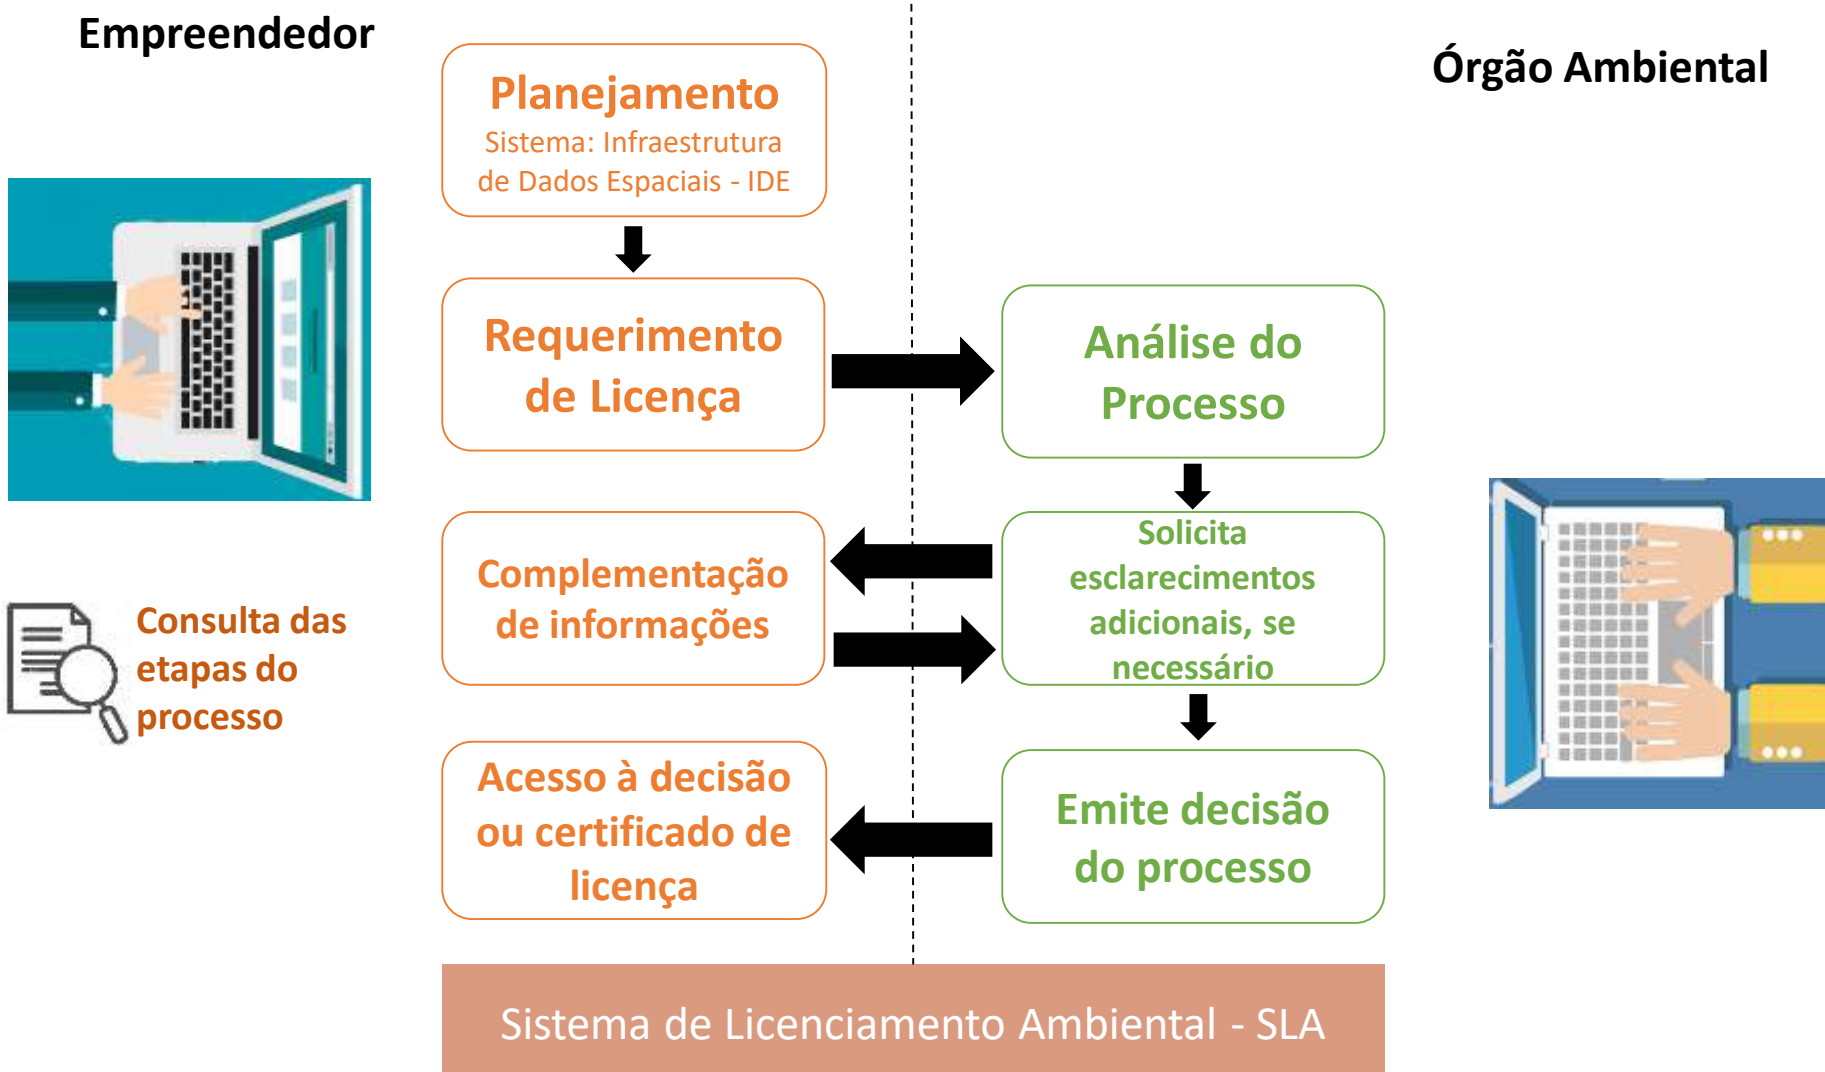 Empreendedor
Órgão Ambiental
Planejamento
Sistema: Infraestrutura
de Dados Espaciais - IDE
Requerimento
de Licença
Análise do
Processo
Solicita
esclarecimentos
adicionais, se
necessário
Complementação
de informações
Consulta das
etapas do
processo
Acesso à decisão
ou certificado de
licença
Emite decisão
do processo
Sistema de Licenciamento Ambiental - SLA